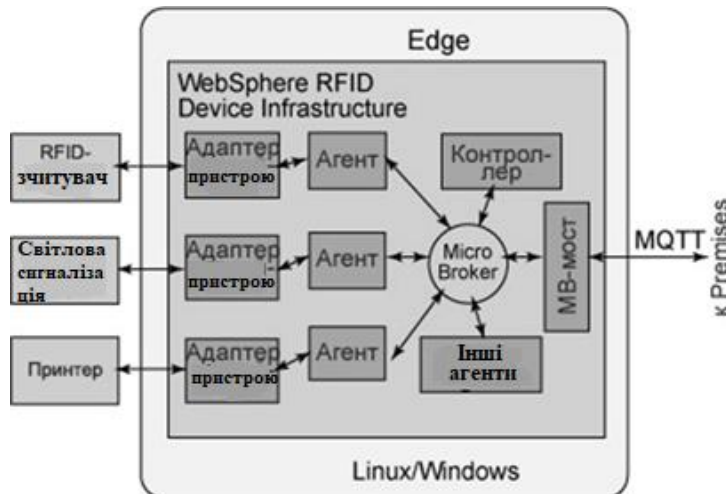 Edge
WebSphere RFID
Device Infrastructure
RFID-
зчитувач
Адаптер
пристрою
Агент
Контрол-
лер
Світлова
сигналіза
ція
Адаптер
пристрою
Агент
Micro
Broker
МВ-мост
MQTT
к Premises
Принтер
Адаптер
пристрою
Агент
Інші
агенти
Linux/Windows